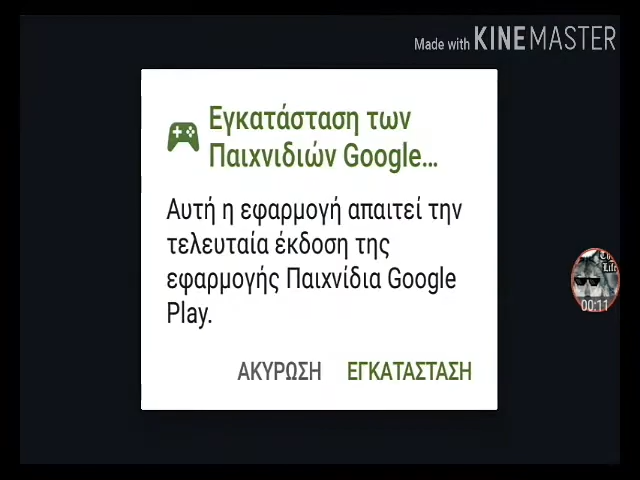 Made with KINEMASTER
Εγκατάσταση των
Παιχνιδιών Google...
Αυτή η εφαρμογή απαιτεί την
τελευταία έκδοση της
εφαρμογής Παιχνίδια Google
Play.
ΑΚΥΡΩΣΗ ΕΓΚΑΤΑΣΤΑΣΗ
Life
00:11